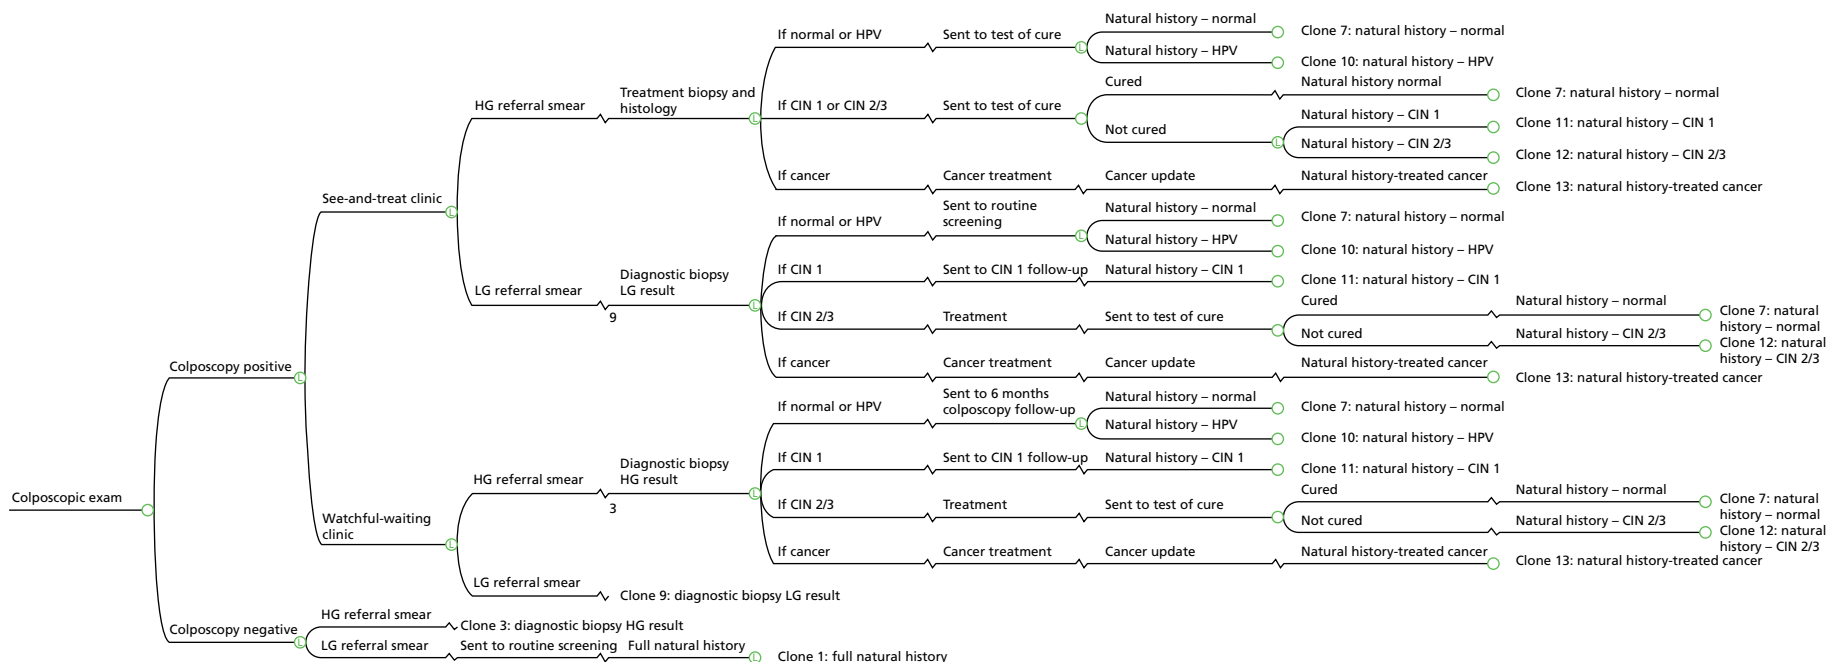 Colposcopic exam
Colposcopy positive
See-and-treat clinic
HG referral smear
Treatment biopsy and
histology
If normal or HPV
Sent to test of cure
Natural history – normal
Clone 7: natural history – normal
Natural history – HPV
Clone 10: natural history – HPV
If CIN 1 or CIN 2/3
Sent to test of cure
Cured
Natural history normal
Clone 7: natural history – normal
Not cured
Natural history – CIN 1
Clone 11: natural history – CIN 1
Natural history – CIN 2/3
Clone 12: natural history – CIN 2/3
If cancer
Cancer treatment
Cancer update
Natural history-treated cancer
Clone 13: natural history-treated cancer
LG referral smear
9
Diagnostic biopsy
LG result
If normal or HPV
Sent to routine
screening
Natural history – normal
Clone 7: natural history – normal
Natural history – HPV
Clone 10: natural history – HPV
If CIN 1
Sent to CIN 1 follow-up
Natural history – CIN 1
Clone 11: natural history – CIN 1
If CIN 2/3
Treatment
Sent to test of cure
Cured
Natural history – normal
Clone 7: natural
history – normal
Not cured
Natural history – CIN 2/3
Clone 12: natural
history – CIN 2/3
If cancer
Cancer treatment
Cancer update
Natural history-treated cancer
Clone 13: natural history-treated cancer
Watchful-waiting
clinic
HG referral smear
3
Diagnostic biopsy
HG result
If normal or HPV
Sent to 6 months
colposcopy follow-up
Natural history – normal
Clone 7: natural history – normal
Natural history – HPV
Clone 10: natural history – HPV
If CIN 1
Sent to CIN 1 follow-up
Natural history – CIN 1
Clone 11: natural history – CIN 1
If CIN 2/3
Treatment
Sent to test of cure
Cured
Natural history – normal
Clone 7: natural
history – normal
Not cured
Natural history – CIN 2/3
Clone 12: natural
history – CIN 2/3
If cancer
Cancer treatment
Cancer update
Natural history-treated cancer
Clone 13: natural history-treated cancer
LG referral smear
Clone 9: diagnostic biopsy LG result
Colposcopy negative
HG referral smear
Clone 3: diagnostic biopsy HG result
LG referral smear
Sent to routine screening
Full natural history
Clone 1: full natural history